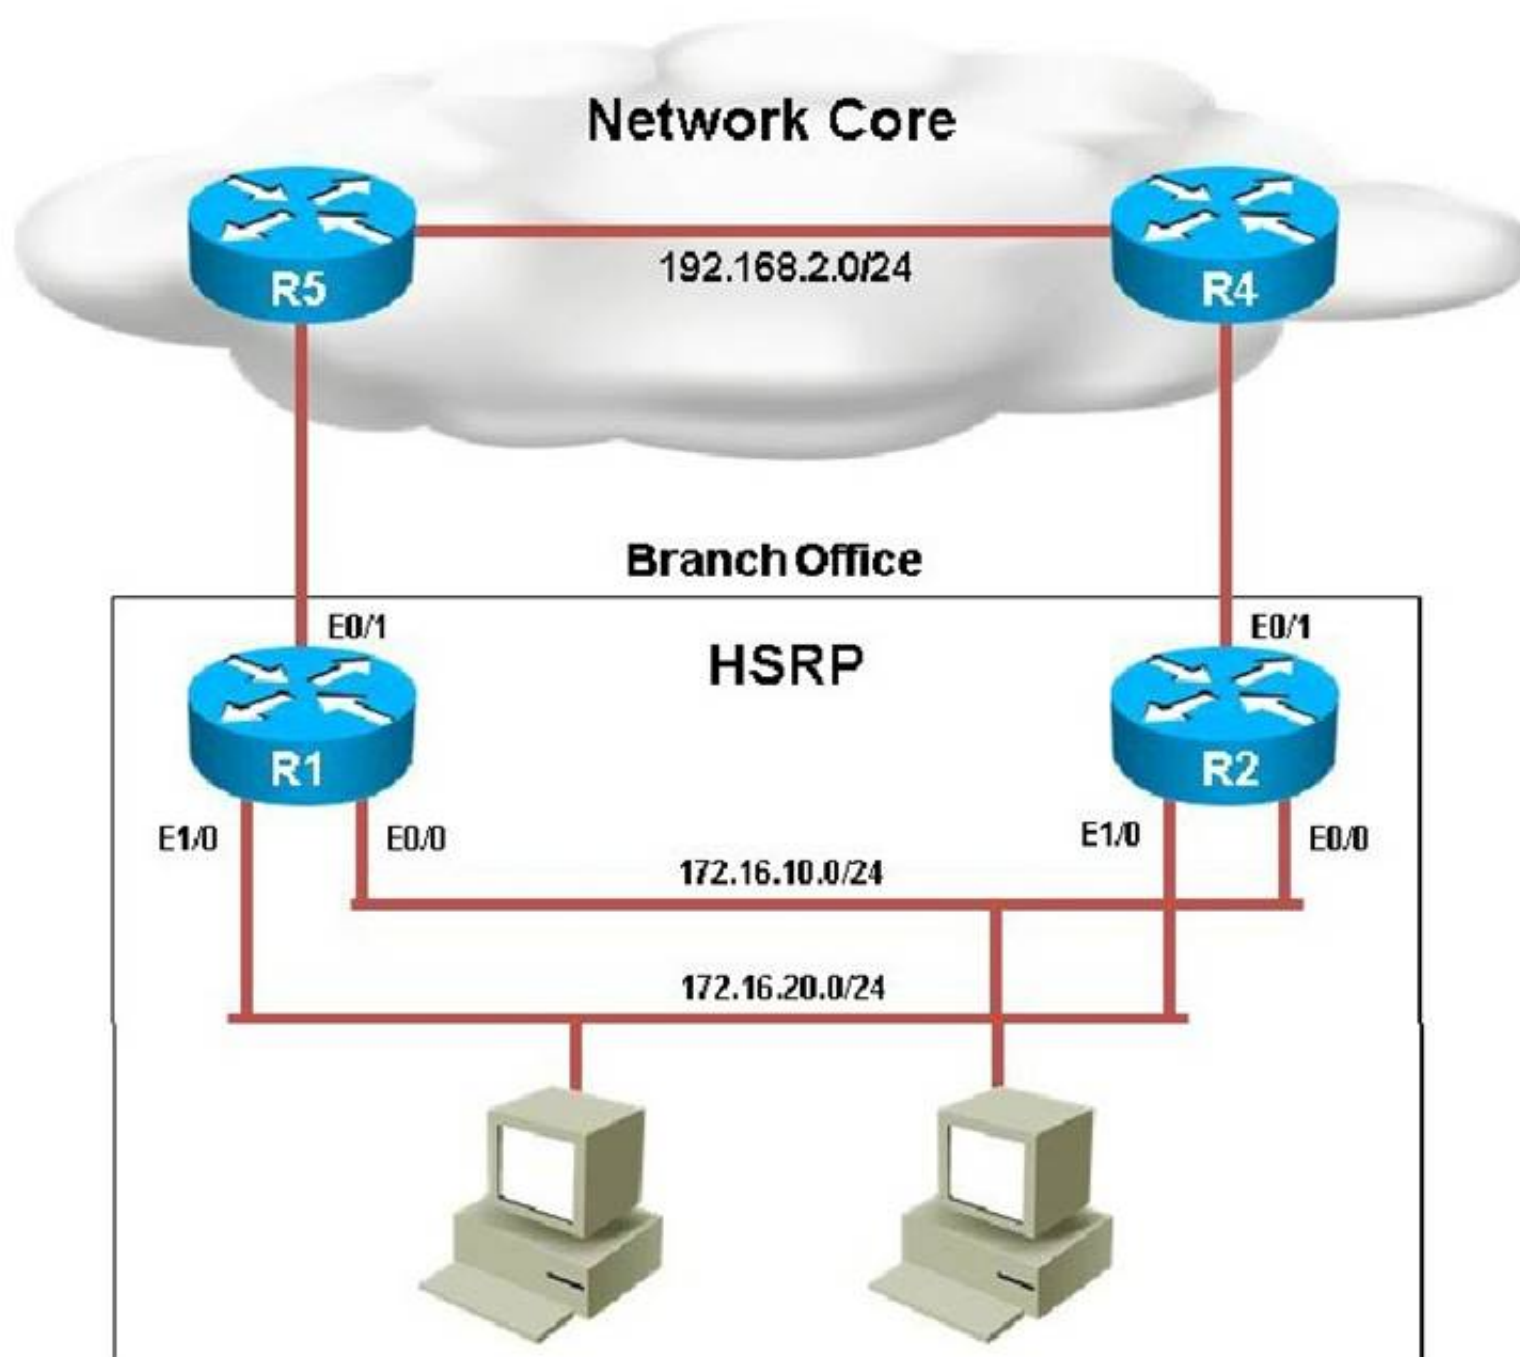 Network Core
R5
192.168.2.0/24
R4
Branch Office
E0/1
HSRP
E0/1
R1
R2
E1/0
E0/0
172.16.10.0/24
E1/0
E0/0
172.16.20.0/24